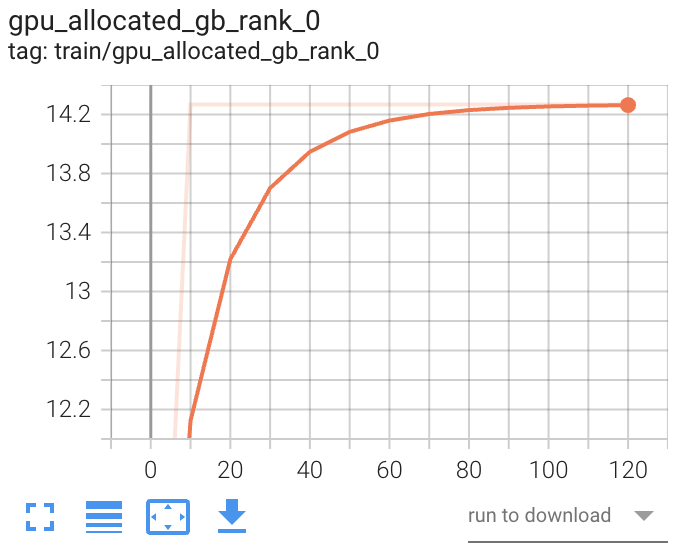 gpu_allocated_gb_rank_0
tag: train/gpu_allocated_gb_rank_0
14.2
13.8
13.4
13
12.6
12.2
0 20 40 60 80 100 120
run to download